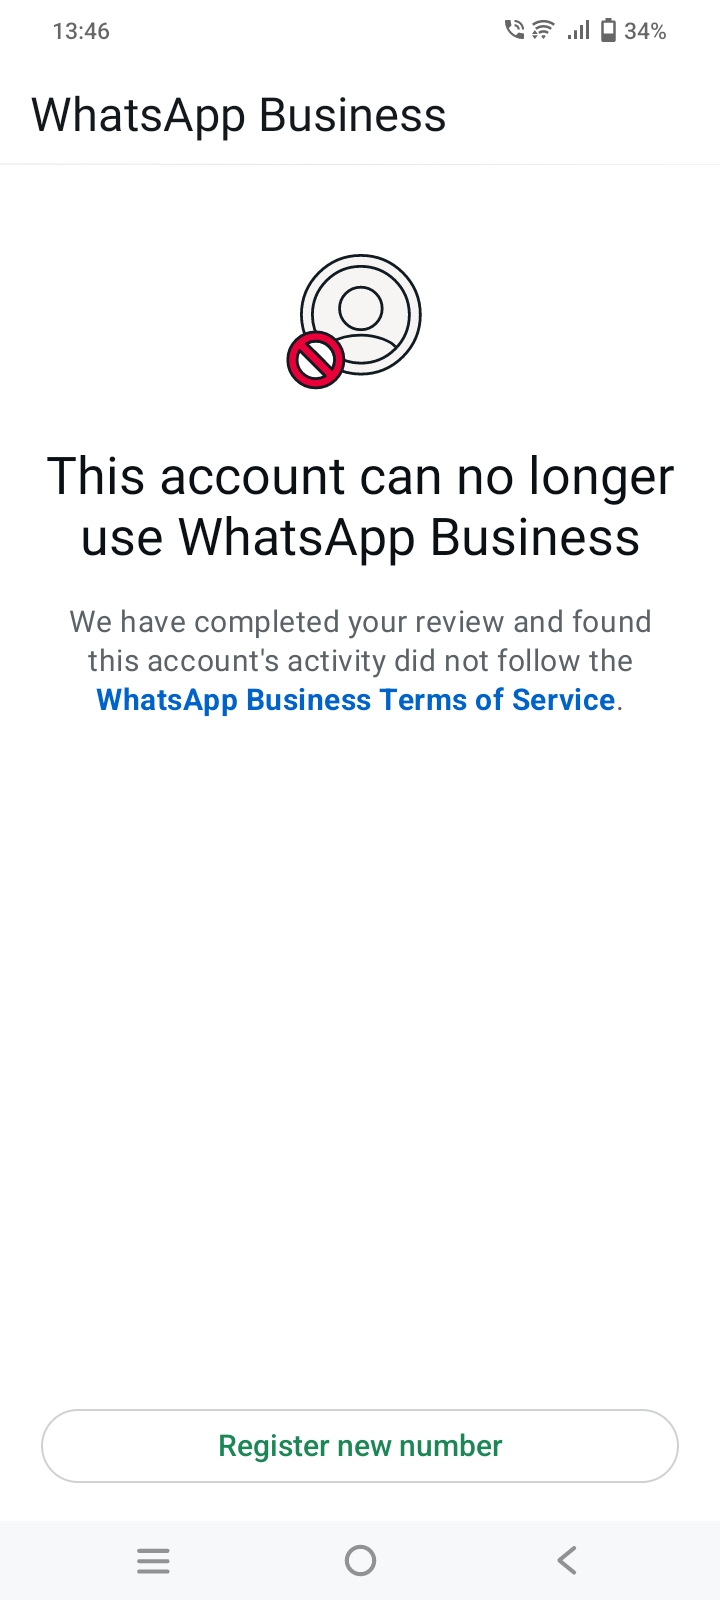 13:46
34%
WhatsApp Business
This account can no longer
use WhatsApp Business
We have completed your review and found
this account's activity did not follow the
WhatsApp Business Terms of Service.
Register new number